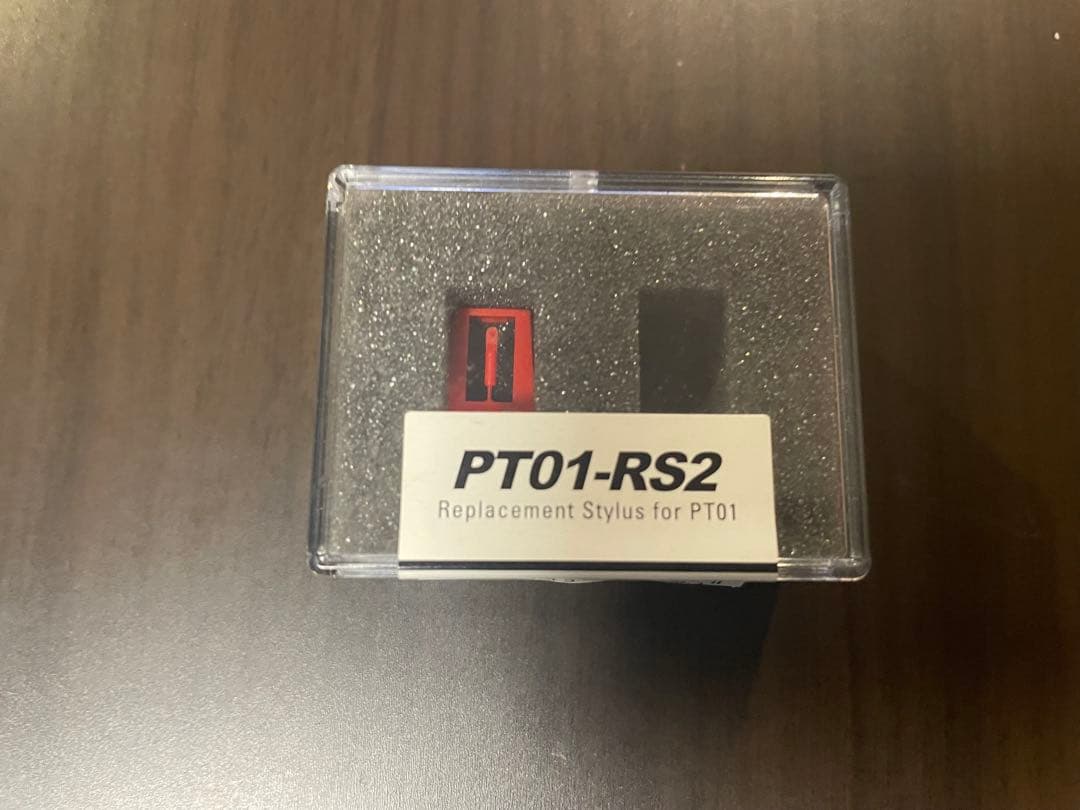 PT01-RS2
Replacement Stylus for PT01